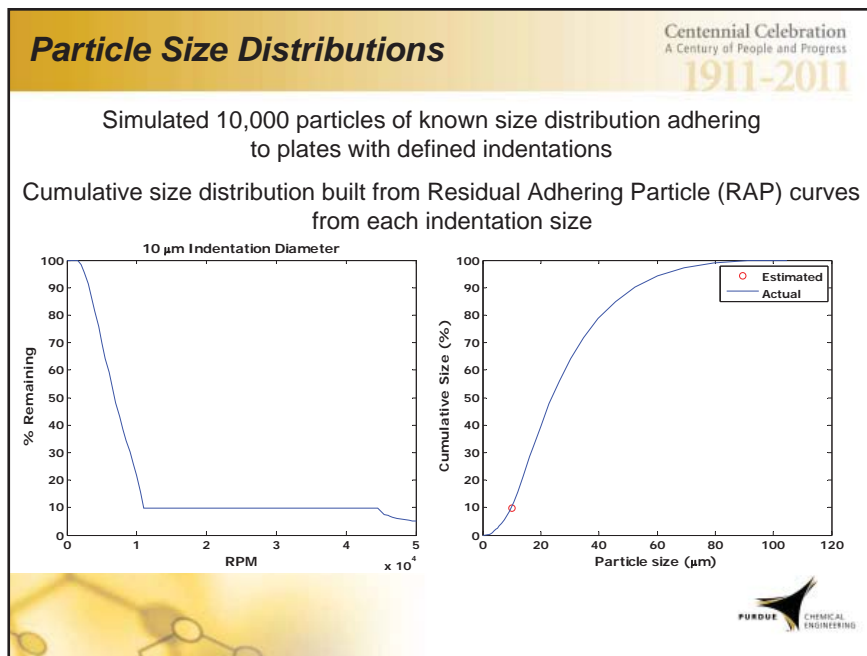 Particle Size Distributions
Centennial Celebration
A Century of People and Progress
1911-2011
Simulated 10,000 particles of known size distribution adhering
to plates with defined indentations
Cumulative size distribution built from Residual Adhering Particle (RAP) curves
from each indentation size
10 µm Indentation Diameter
100
90
80
70
60
50
40
30
20
10
0
% Remaining
0 1 2 3 4 5
RPM
x 10^4
100
90
80
70
60
50
40
30
20
10
0
Cumulative Size (%)
Estimated
Actual
0 20 40 60 80 100 120
Particle size (µm)
PURDUE
CHEMICAL
ENGINEERING